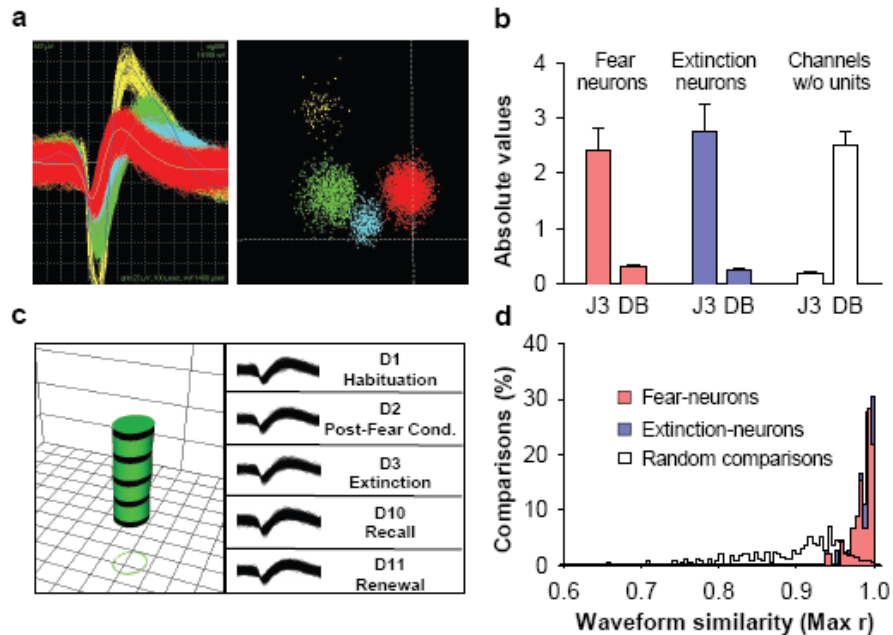 a
b
4
3
2
1
0
Absolute values
Fear
neurons
Extinction
neurons
Channels
w/o units
J3 DB
J3 DB
J3 DB
c
D1
Habituation
D2
Post-Fear Cond.
D3
Extinction
D10
Recall
D11
Renewal
d
40
30
20
10
0
Comparisons (%)
Fear-neurons
Extinction-neurons
Random comparisons
0.6
0.7
0.8
0.9
1.0
Waveform similarity (Max r)